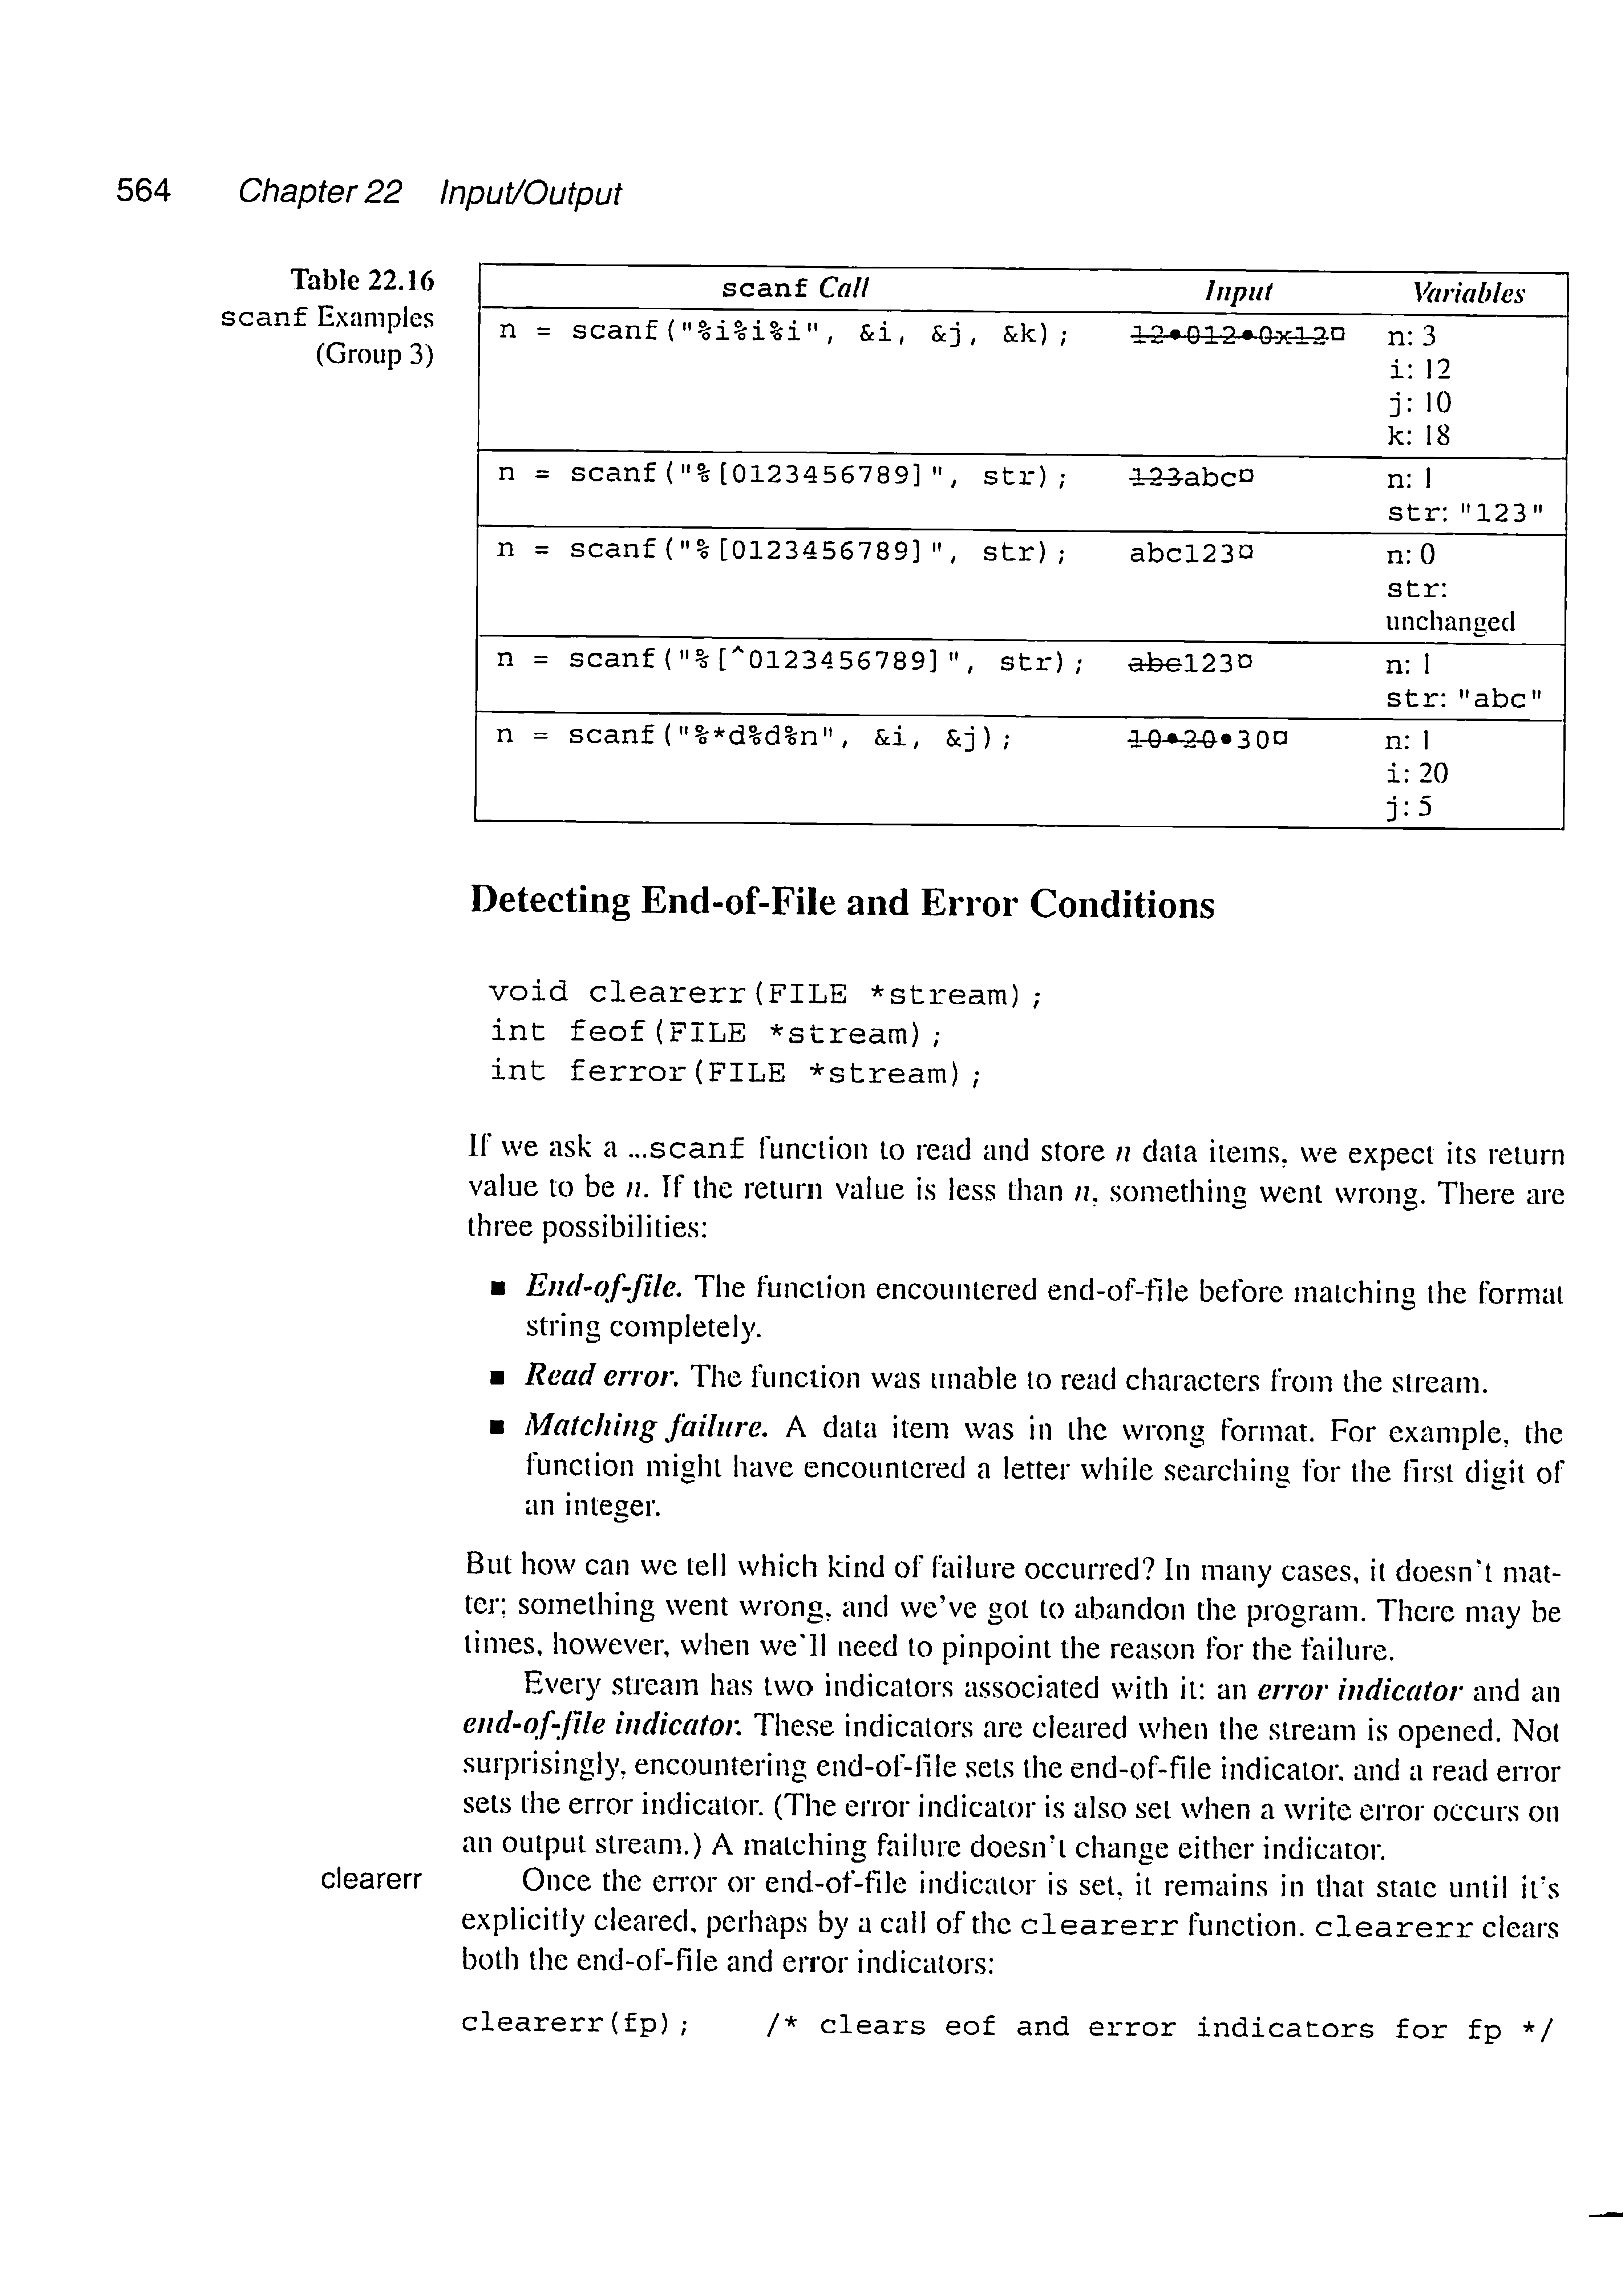 564 Chapter 22 Input/Output
Table 22.16
scanf Examples
(Group 3)
scanf Call Input Variables
n = scanf("%i%i%i", &i, &j, &k); 12•012•0x12¤ n: 3
i: 12
j: 10
k: 18
n = scanf("%[0123456789]", str); 123abc¤ n: 1
str: "123"
n = scanf("%[0123456789]", str); abc123¤ n: 0
str:
unchanged
n = scanf("%[^0123456789]", str); abc123¤ n: 1
str: "abc"
n = scanf("%*d%d%n", &i, &j); 10•20•30¤ n: 1
i: 20
j: 5
Detecting End-of-File and Error Conditions
void clearerr(FILE *stream);
int feof(FILE *stream);
int ferror(FILE *stream);
If we ask a ...scanf function to read and store n data items, we expect its return
value to be n. If the return value is less than n, something went wrong. There are
three possibilities:
■ End-of-file. The function encountered end-of-file before matching the format
string completely.
■ Read error. The function was unable to read characters from the stream.
■ Matching failure. A data item was in the wrong format. For example, the
function might have encountered a letter while searching for the first digit of
an integer.
But how can we tell which kind of failure occurred? In many cases, it doesn't mat-
ter; something went wrong, and we've got to abandon the program. There may be
times, however, when we'll need to pinpoint the reason for the failure.
Every stream has two indicators associated with it: an error indicator and an
end-of-file indicator. These indicators are cleared when the stream is opened. Not
surprisingly, encountering end-of-file sets the end-of-file indicator, and a read error
sets the error indicator. (The error indicator is also set when a write error occurs on
an output stream.) A matching failure doesn't change either indicator.
clearerr Once the error or end-of-file indicator is set, it remains in that state until it's
explicitly cleared, perhaps by a call of the clearerr function. clearerr clears
both the end-of-file and error indicators:
clearerr(fp); /* clears eof and error indicators for fp */